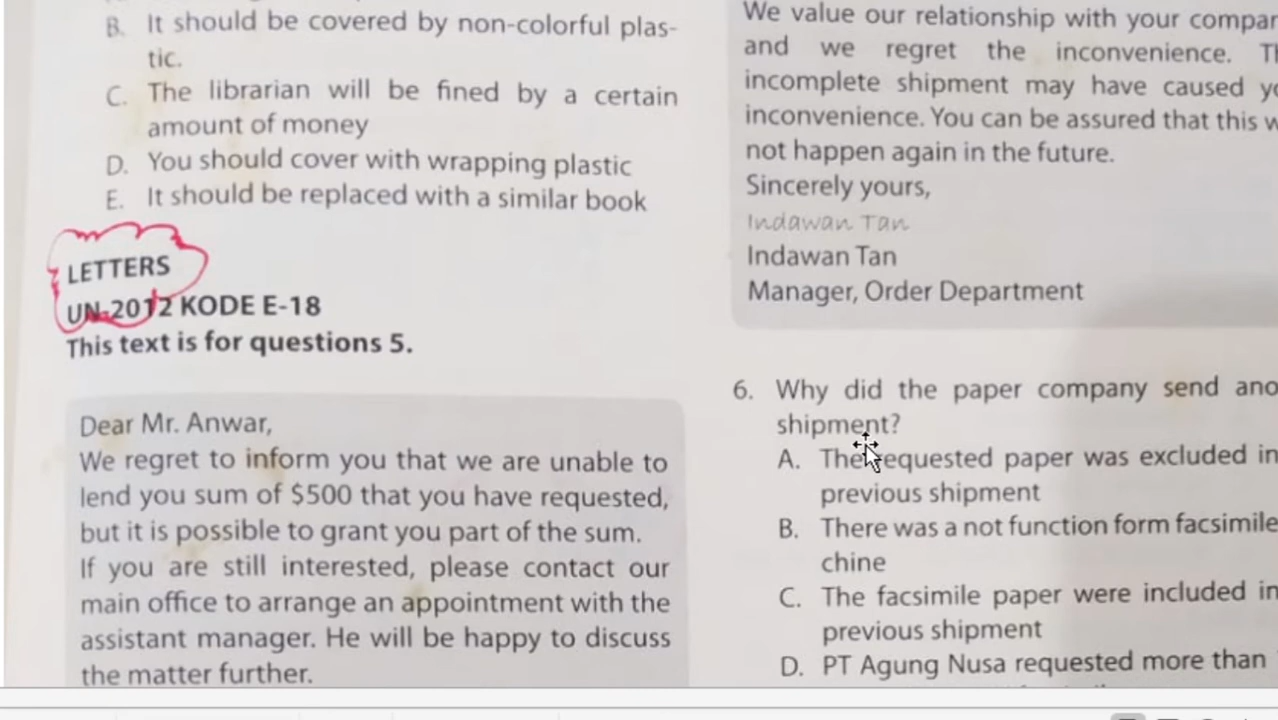 B. It should be covered by non-colorful plas-
tic.
C. The librarian will be fined by a certain
amount of money
D. You should cover with wrapping plastic
E. It should be replaced with a similar book
LETTERS
UN-2012 KODE E-18
This text is for questions 5.
Dear Mr. Anwar,
We regret to inform you that we are unable to
lend you sum of $500 that you have requested,
but it is possible to grant you part of the sum.
If you are still interested, please contact our
main office to arrange an appointment with the
assistant manager. He will be happy to discuss
the matter further.
We value our relationship with your
and we regret the inconvenience.
incomplete shipment may have caused
inconvenience. You can be assured that this
not happen again in the future.
Sincerely yours,
Indawan Tan
Indawan Tan
Manager, Order Department
6. Why did the paper company send
shipment?
A. The requested paper was excluded in
previous shipment
B. There was a not function form facsimile
chine
C. The facsimile paper were included in
previous shipment
D. PT Agung Nusa requested more than